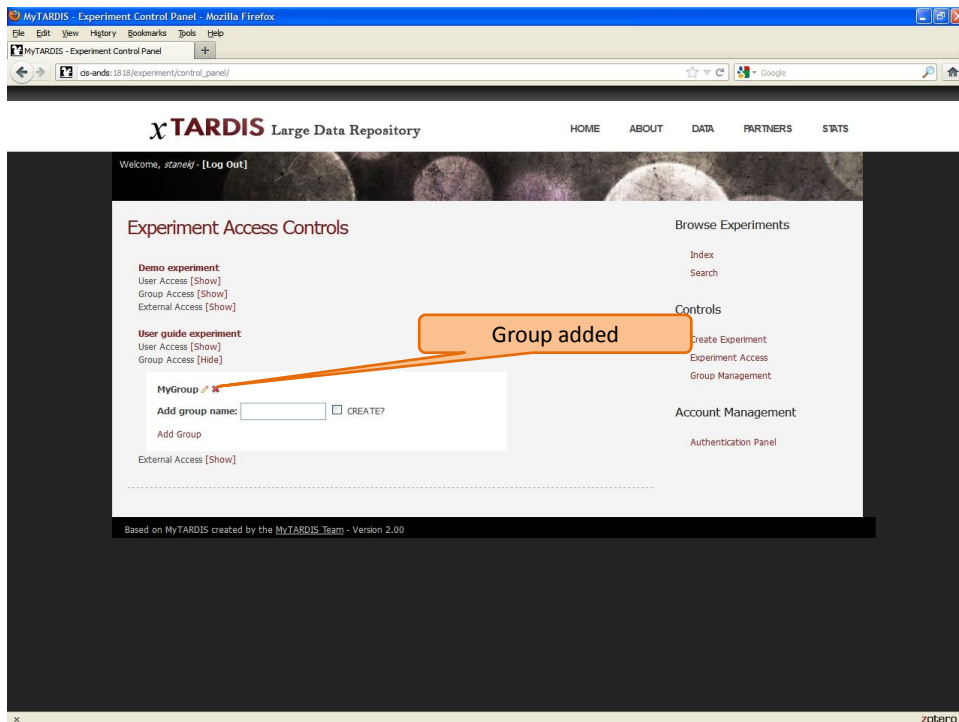 MyTARDIS - Experiment Control Panel - Mozilla Firefox
File Edit View History Bookmarks Tools Help
MyTARDIS - Experiment Control Panel
cis-ands:1818/experiment/control_panel/
Google
xTARDIS Large Data Repository
HOME ABOUT DATA PARTNERS STATS
Welcome, stanekj - [Log Out]
Experiment Access Controls
Demo experiment
User Access [Show]
Group Access [Show]
External Access [Show]
User guide experiment
User Access [Show]
Group Access [Hide]
Group added
MyGroup
Add group name: CREATE?
Add Group
External Access [Show]
Browse Experiments
Index
Search
Controls
Create Experiment
Experiment Access
Group Management
Account Management
Authentication Panel
Based on MyTARDIS created by the MyTARDIS Team - Version 2.00
x
zotero